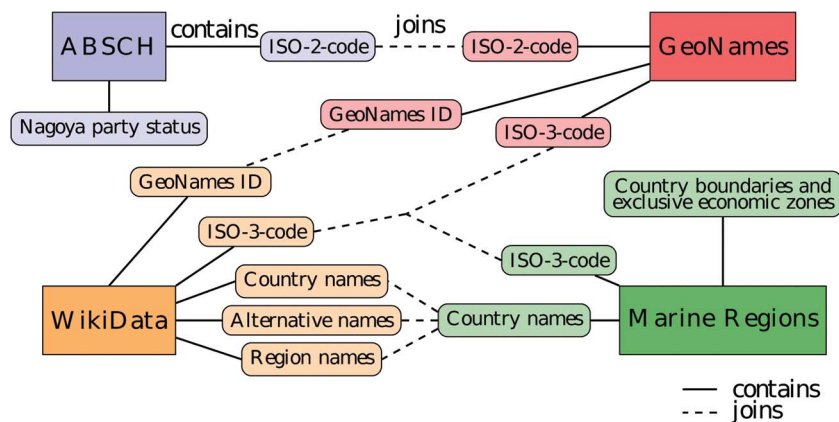 ABSCH
contains
ISO-2-code
joins
ISO-2-code
GeoNames
Nagoya party status
GeoNames ID
ISO-3-code
GeoNames ID
Country boundaries and
exclusive economic zones
ISO-3-code
ISO-3-code
Country names
WikiData
Alternative names
Country names
Marine Regions
Region names
contains
joins